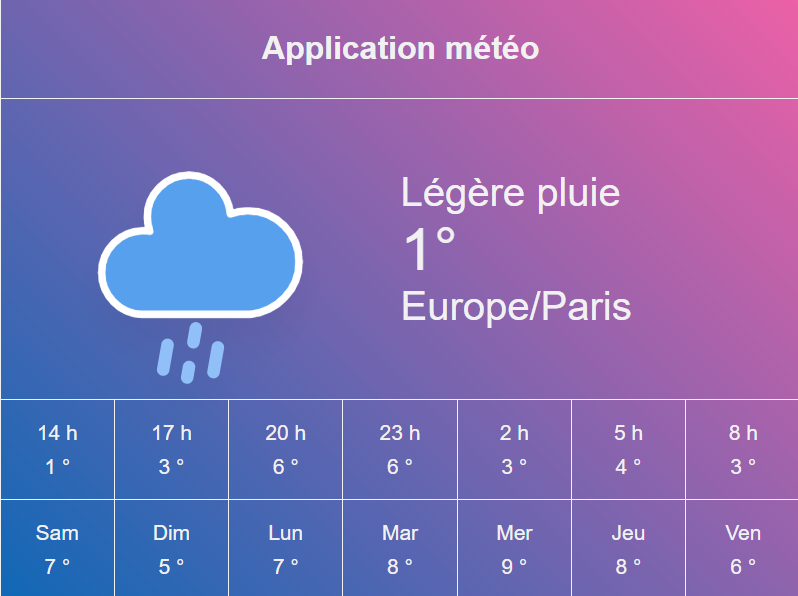 Application météo
Légère pluie
1°
Europe/Paris
14 h 17 h 20 h 23 h 2 h 5 h 8 h
1 ° 3 ° 6 ° 6 ° 3 ° 4 ° 3 °
Sam Dim Lun Mar Mer Jeu Ven
7 ° 5 ° 7 ° 8 ° 9 ° 8 ° 6 °